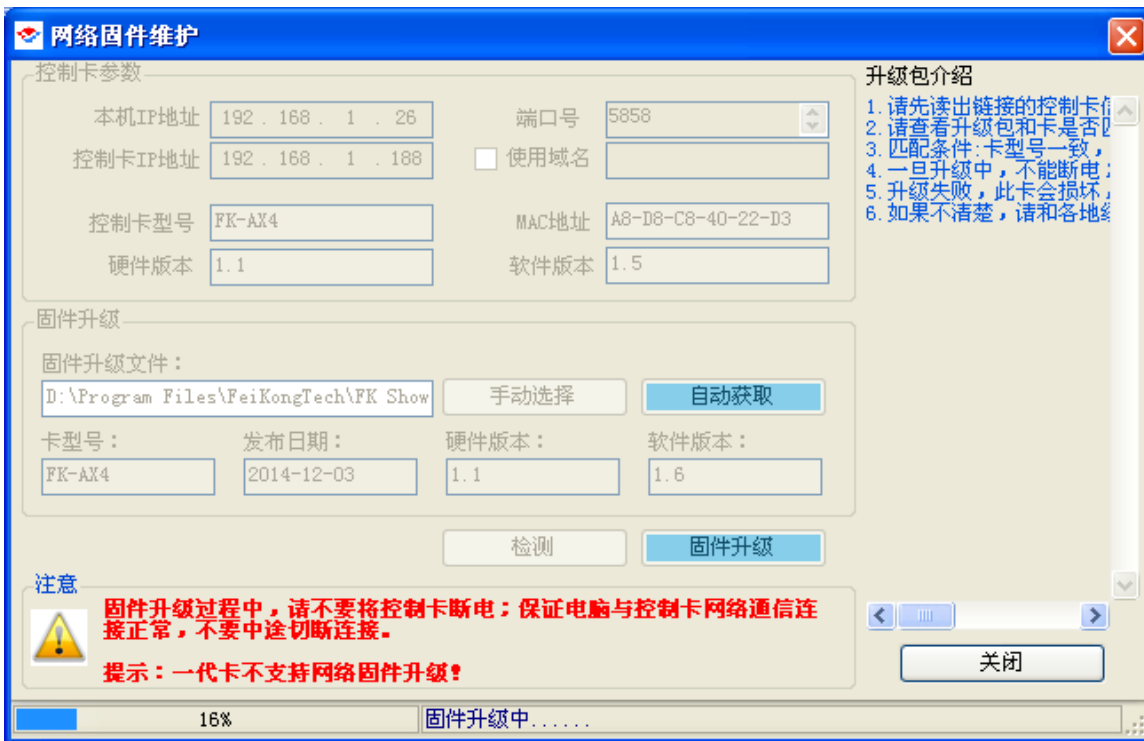 网络固件维护
控制卡参数
本机IP地址 192 . 168 . 1 . 26 端口号 5858
控制卡IP地址 192 . 168 . 1 . 188 使用域名
控制卡型号 FK-AX4 MAC地址 A8-D8-C8-40-22-D3
硬件版本 1.1 软件版本 1.5
固件升级
固件升级文件：
D:\Program Files\FeiKongTech\FK Show 手动选择 自动获取
卡型号： 发布日期： 硬件版本： 软件版本：
FK-AX4 2014-12-03 1.1 1.6
检测 固件升级
注意
固件升级过程中，请不要将控制卡断电；保证电脑与控制卡网络通信连
接正常，不要中途切断连接。
提示：一代卡不支持网络固件升级！
升级包介绍
1. 请先读出链接的控制卡
2. 请查看升级包和卡是否
3. 匹配条件:卡型号一致，
4. 一旦升级中，不能断电
5. 升级失败，此卡会损坏，
6. 如果不清楚，请和各地
关闭
16% 固件升级中......